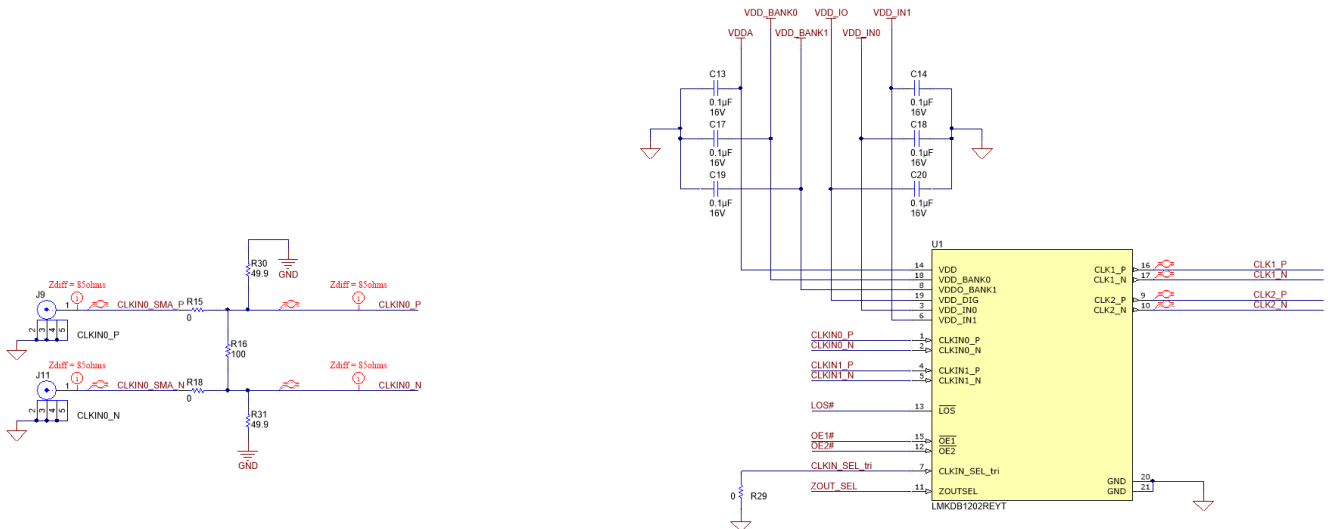 VDD_BANK0
VDD_IO
VDD_IN1
VDDA
VDD_BANK1
VDD_IN0
C13
0.1µF
16V
C17
0.1µF
16V
C19
0.1µF
16V
C14
0.1µF
16V
C18
0.1µF
16V
C20
0.1µF
16V
R30
49.9
GND
Zdiff = 85ohms
i
Zdiff = 85ohms
i
J9
1
CLKIN0_SMA_P
R15
0
CLKIN0_P
2 3 4 5
CLKIN0_P
R16
100
Zdiff = 85ohms
i
Zdiff = 85ohms
i
J11
1
CLKIN0_SMA_N
R18
0
CLKIN0_N
2 3 4 5
CLKIN0_N
R31
49.9
GND
U1
14 VDD
18 VDD_BANK0
8 VDDO_BANK1
19 VDD_DIG
3 VDD_IN0
6 VDD_IN1
CLKIN0_P 1 CLKIN0_P
CLKIN0_N 2 CLKIN0_N
CLKIN1_P 4 CLKIN1_P
CLKIN1_N 5 CLKIN1_N
LOS# 13 LOS
OE1# 15 OE1
OE2# 12 OE2
CLKIN_SEL_tri 7 CLKIN_SEL_tri
ZOUT_SEL 11 ZOUTSEL
0 R29
CLK1_P 16 CLK1_P
CLK1_N 17 CLK1_N
CLK2_P 9 CLK2_P
CLK2_N 10 CLK2_N
GND 20
GND 21
LMKDB1202REYT